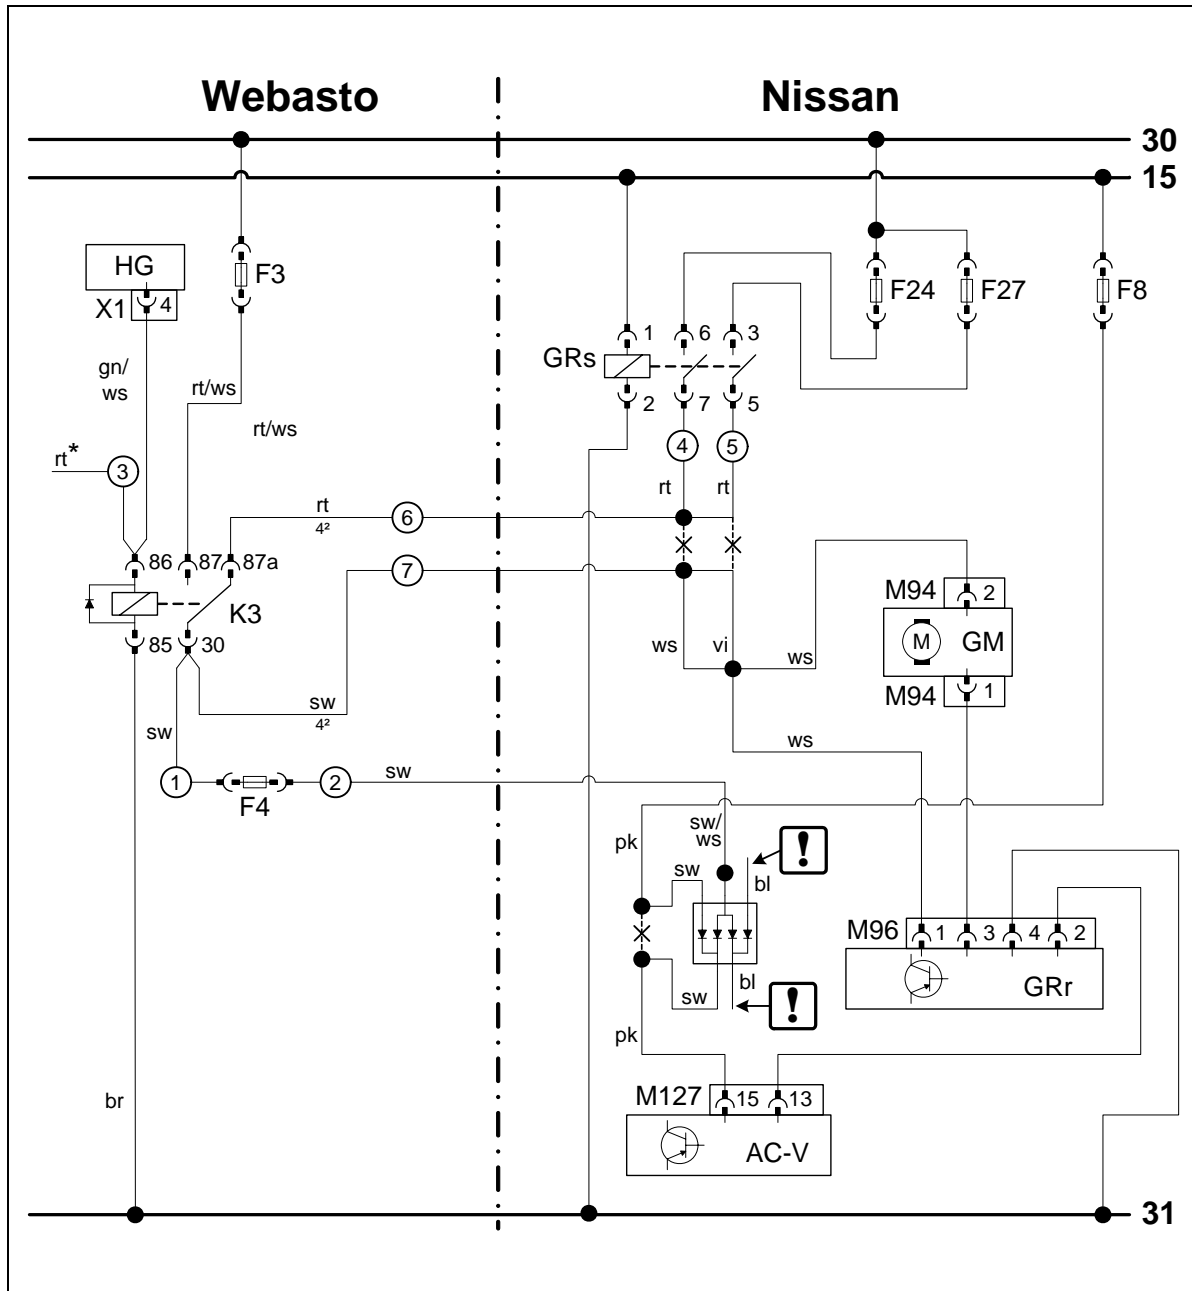 Webasto
Nissan
30
15
HG
F3
X1
4
F24
F27
F8
1
6
3
GRs
2
7
5
gn/
ws
rt/ws
rt/ws
4
5
rt*
3
rt
rt
rt
4²
6
86
87
87a
7
M94
2
K3
M
GM
85
30
ws
vi
ws
M94
1
sw
4²
sw
ws
1
F4
2
sw
sw/
ws
pk
!
sw
bl
M96
1
3
4
2
GRr
bl
!
sw
pk
br
M127
15
13
AC-V
31